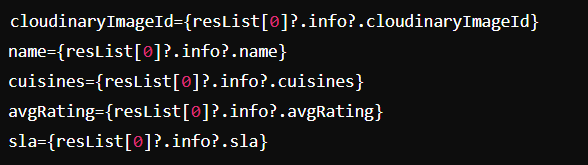 cloudinaryImageId={resList[0]?.info?.cloudinaryImageId}
name={resList[0]?.info?.name}
cuisines={resList[0]?.info?.cuisines}
avgRating={resList[0]?.info?.avgRating}
sla={resList[0]?.info?.sla}